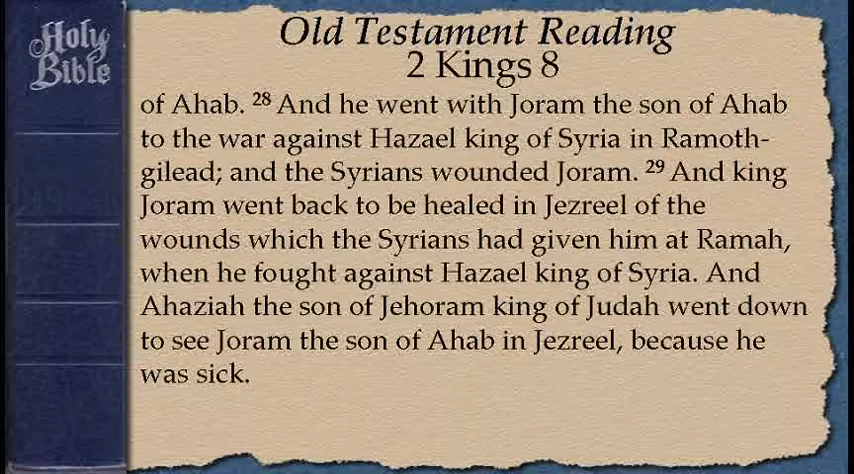 Holy
Bible
Old Testament Reading
2 Kings 8
of Ahab. 28 And he went with Joram the son of Ahab
to the war against Hazael king of Syria in Ramoth-
gilead; and the Syrians wounded Joram. 29 And king
Joram went back to be healed in Jezreel of the
wounds which the Syrians had given him at Ramah,
when he fought against Hazael king of Syria. And
Ahaziah the son of Jehoram king of Judah went down
to see Joram the son of Ahab in Jezreel, because he
was sick.